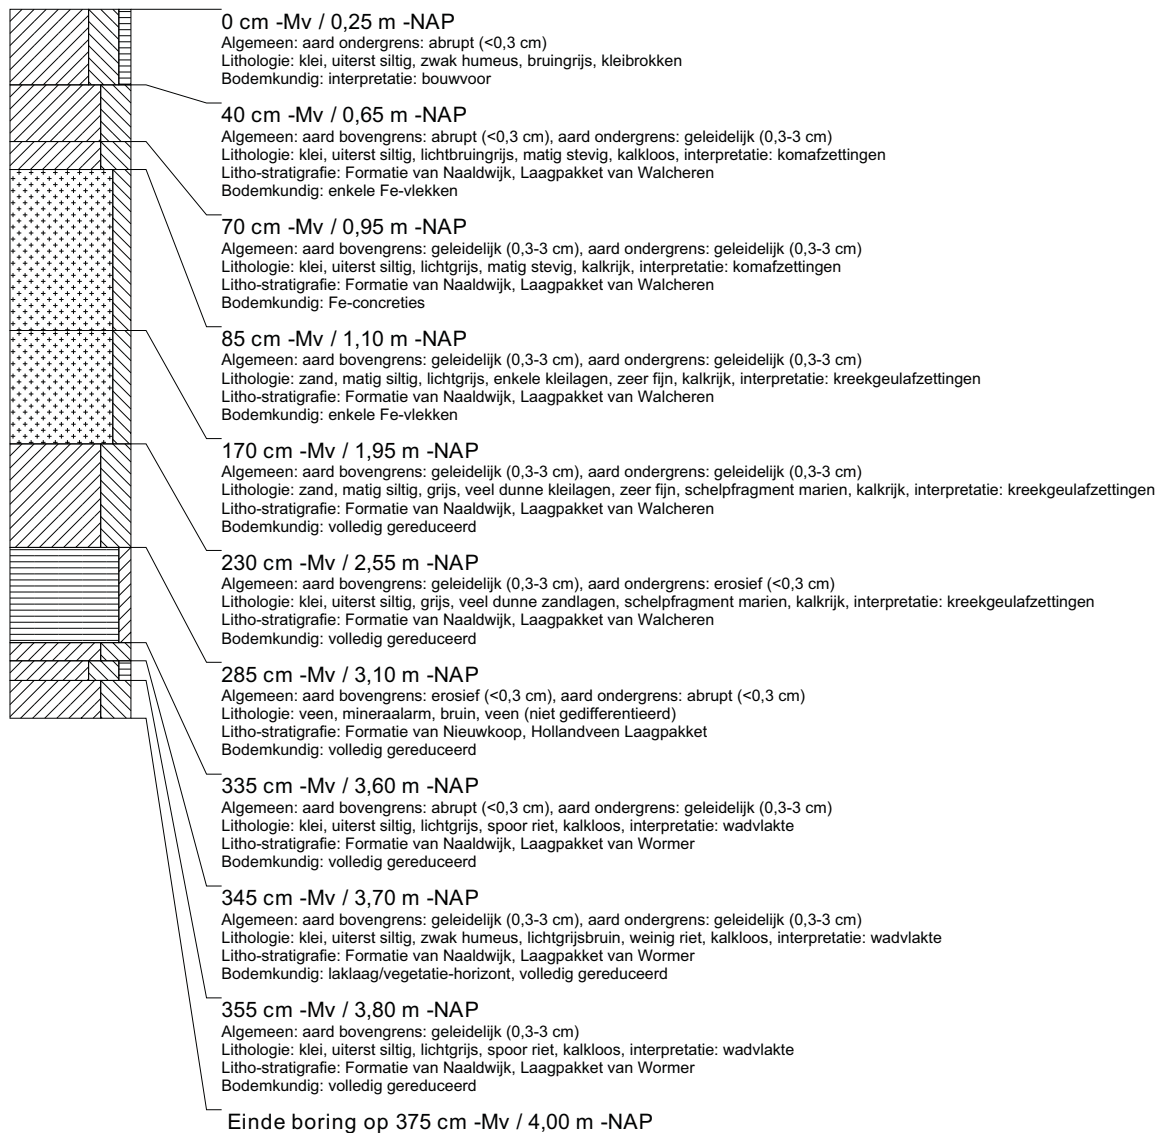 0 cm -Mv / 0,25 m -NAP
Algemeen: aard ondergrens: abrupt (<0,3 cm)
Lithologie: klei, uiterst siltig, zwak humeus, bruingrijs, kleibrokken
Bodemkundig: interpretatie: bouwvoor
40 cm -Mv / 0,65 m -NAP
Algemeen: aard bovengrens: abrupt (<0,3 cm), aard ondergrens: geleidelijk (0,3-3 cm)
Lithologie: klei, uiterst siltig, lichtbruingrijs, matig stevig, kalkloos, interpretatie: komafzettingen
Litho-stratigrafie: Formatie van Naaldwijk, Laagpakket van Walcheren
Bodemkundig: enkele Fe-vlekken
70 cm -Mv / 0,95 m -NAP
Algemeen: aard bovengrens: geleidelijk (0,3-3 cm), aard ondergrens: geleidelijk (0,3-3 cm)
Lithologie: klei, uiterst siltig, lichtgrijs, matig stevig, kalkrijk, interpretatie: komafzettingen
Litho-stratigrafie: Formatie van Naaldwijk, Laagpakket van Walcheren
Bodemkundig: Fe-concreties
85 cm -Mv / 1,10 m -NAP
Algemeen: aard bovengrens: geleidelijk (0,3-3 cm), aard ondergrens: geleidelijk (0,3-3 cm)
Lithologie: zand, matig siltig, lichtgrijs, enkele kleilagen, zeer fijn, kalkrijk, interpretatie: kreekgeulafzettingen
Litho-stratigrafie: Formatie van Naaldwijk, Laagpakket van Walcheren
Bodemkundig: enkele Fe-vlekken
170 cm -Mv / 1,95 m -NAP
Algemeen: aard bovengrens: geleidelijk (0,3-3 cm), aard ondergrens: geleidelijk (0,3-3 cm)
Lithologie: zand, matig siltig, grijs, veel dunne kleilagen, zeer fijn, schelpfragment marien, kalkrijk, interpretatie: kreekgeulafzettingen
Litho-stratigrafie: Formatie van Naaldwijk, Laagpakket van Walcheren
Bodemkundig: volledig gereduceerd
230 cm -Mv / 2,55 m -NAP
Algemeen: aard bovengrens: geleidelijk (0,3-3 cm), aard ondergrens: erosief (<0,3 cm)
Lithologie: klei, uiterst siltig, grijs, veel dunne zandlagen, schelpfragment marien, kalkrijk, interpretatie: kreekgeulafzettingen
Litho-stratigrafie: Formatie van Naaldwijk, Laagpakket van Walcheren
Bodemkundig: volledig gereduceerd
285 cm -Mv / 3,10 m -NAP
Algemeen: aard bovengrens: erosief (<0,3 cm), aard ondergrens: abrupt (<0,3 cm)
Lithologie: veen, mineraalarm, bruin, veen (niet gedifferentieerd)
Litho-stratigrafie: Formatie van Nieuwkoop, Hollandveen Laagpakket
Bodemkundig: volledig gereduceerd
335 cm -Mv / 3,60 m -NAP
Algemeen: aard bovengrens: abrupt (<0,3 cm), aard ondergrens: geleidelijk (0,3-3 cm)
Lithologie: klei, uiterst siltig, lichtgrijs, spoor riet, kalkloos, interpretatie: wadvlakte
Litho-stratigrafie: Formatie van Naaldwijk, Laagpakket van Wormer
Bodemkundig: volledig gereduceerd
345 cm -Mv / 3,70 m -NAP
Algemeen: aard bovengrens: geleidelijk (0,3-3 cm), aard ondergrens: geleidelijk (0,3-3 cm)
Lithologie: klei, uiterst siltig, zwak humeus, lichtgrijsbruin, weinig riet, kalkloos, interpretatie: wadvlakte
Litho-stratigrafie: Formatie van Naaldwijk, Laagpakket van Wormer
Bodemkundig: laklaag/vegetatie-horizont, volledig gereduceerd
355 cm -Mv / 3,80 m -NAP
Algemeen: aard bovengrens: geleidelijk (0,3-3 cm)
Lithologie: klei, uiterst siltig, lichtgrijs, spoor riet, kalkloos, interpretatie: wadvlakte
Litho-stratigrafie: Formatie van Naaldwijk, Laagpakket van Wormer
Bodemkundig: volledig gereduceerd
Einde boring op 375 cm -Mv / 4,00 m -NAP